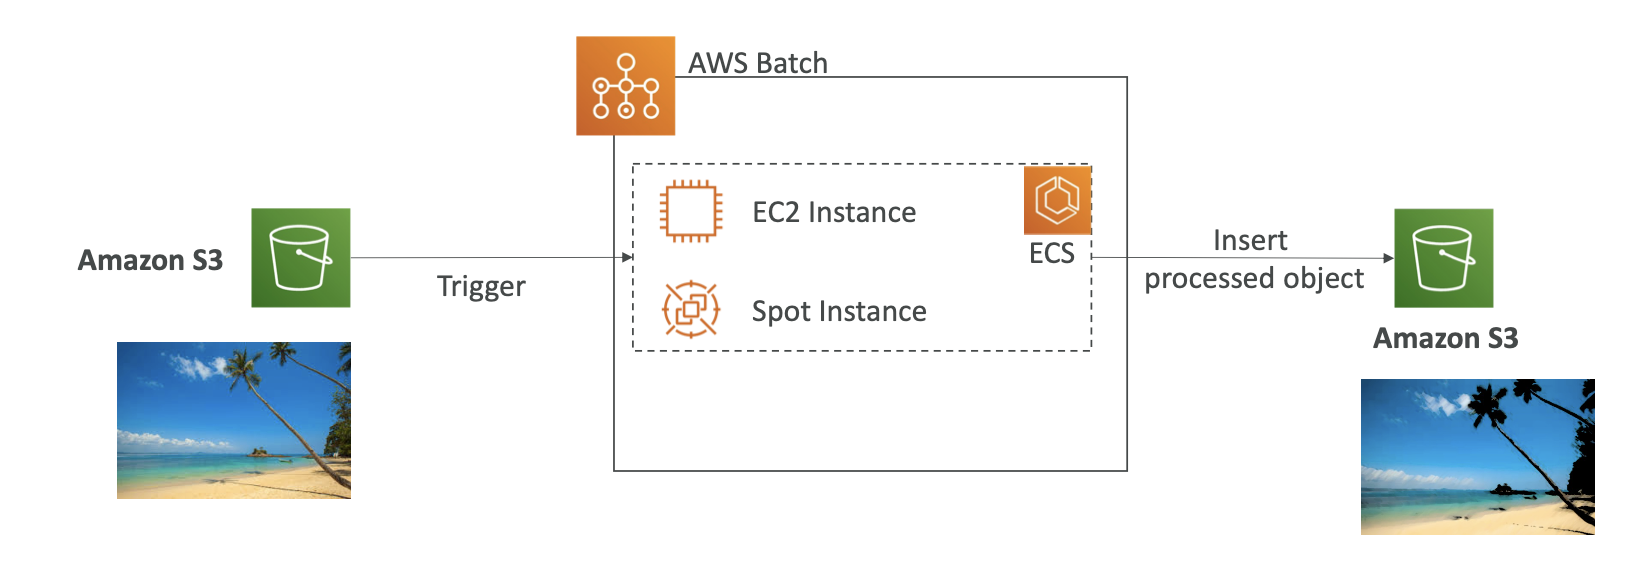 AWS Batch
EC2 Instance
ECS
Spot Instance
Amazon S3
Trigger
Insert
processed object
Amazon S3